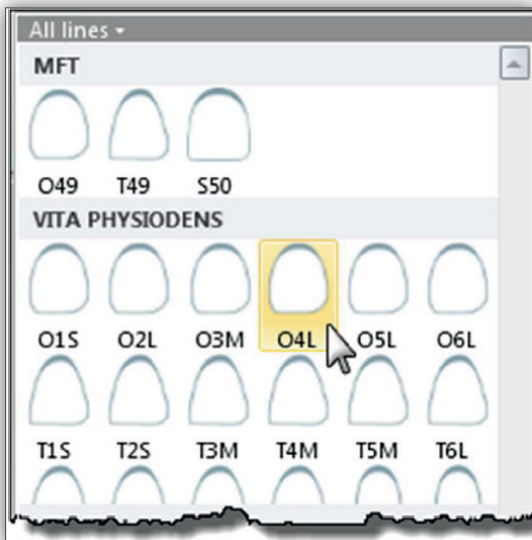 All lines
MFT
O49 T49 S50
VITA PHYSIODENS
O1S O2L O3M O4L O5L O6L
T1S T2S T3M T4M T5M T6L